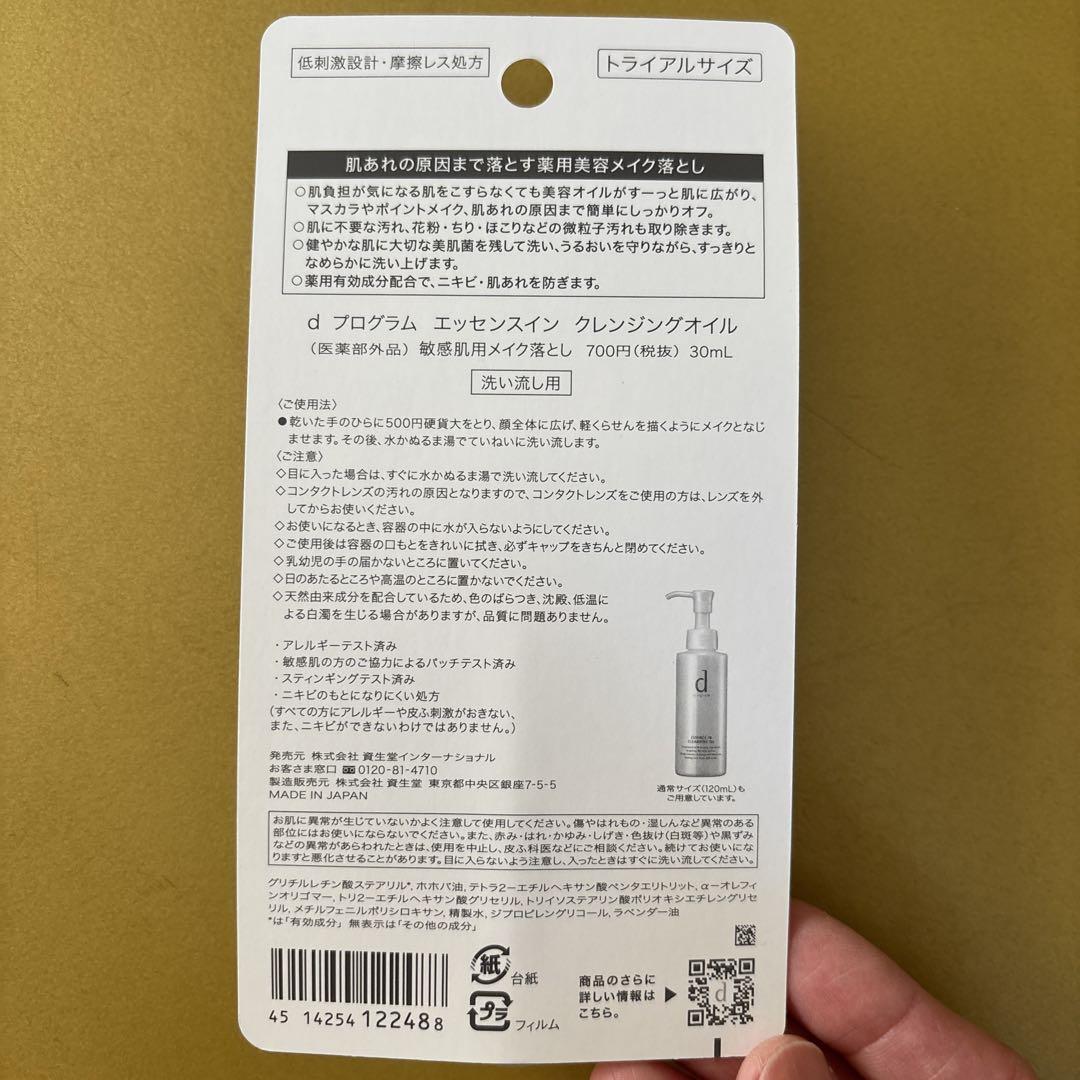 低刺激設計・摩擦レス処方
トライアルサイズ
肌あれの原因まで落とす薬用美容メイク落とし
○肌負担が気になる肌をこすらなくても美容オイルがすーっと肌に広がり、
マスカラやポイントメイク、肌あれの原因まで簡単にしっかりオフ。
○肌に不要な汚れ、花粉・ちり・ほこりなどの微粒子汚れも取り除きます。
○健やかな肌に大切な美肌菌を残して洗い、うるおいを守りながら、すっきりと
なめらかに洗い上げます。
○薬用有効成分配合で、ニキビ・肌あれを防ぎます。
d プログラム エッセンスイン クレンジングオイル
(医薬部外品) 敏感肌用メイク落とし 700円(税抜) 30mL
洗い流し用
〈ご使用法〉
●乾いた手のひらに500円硬貨大をとり、顔全体に広げ、軽くらせんを描くようにメイクとなじ
ませます。その後、水かぬるま湯でていねいに洗い流します。
〈ご注意〉
◇目に入った場合は、すぐに水かぬるま湯で洗い流してください。
◇コンタクトレンズの汚れの原因となりますので、コンタクトレンズをご使用の方は、レンズを外
してからお使いください。
◇お使いになるとき、容器の中に水が入らないようにしてください。
◇ご使用後は容器の口もとをきれいに拭き、必ずキャップをきちんと閉めてください。
◇乳幼児の手の届かないところに置いてください。
◇日のあたるところや高温のところに置かないでください。
◇天然由来成分を配合しているため、色のばらつき、沈殿、低温に
よる白濁を生じる場合がありますが、品質に問題ありません。
・アレルギーテスト済み
・敏感肌の方のご協力によるパッチテスト済み
・スティンギングテスト済み
・ニキビのもとになりにくい処方
(すべての方にアレルギーや皮ふ刺激がおきない、
また、ニキビができないわけではありません。)
d
ESSENCE IN
CLEANSING OIL
通常サイズ(120mL)も
ご用意しています。
発売元 株式会社 資生堂インターナショナル
お客さま窓口 0120-81-4710
製造販売元 株式会社 資生堂 東京都中央区銀座7-5-5
MADE IN JAPAN
お肌に異常が生じていないかよく注意して使用してください。傷やはれもの・湿しんなど異常のある
部位にはお使いにならないでください。また、赤み・はれ・かゆみ・しげき・色抜け(白斑等)や黒ずみ
などの異常があらわれたときは、使用を中止し、皮ふ科医などにご相談ください。続けてお使いにな
りますと悪化させることがあります。目に入らないよう注意し、入ったときはすぐに洗い流してください。
グリチルレチン酸ステアリル*, ホホバ油, テトラ2-エチルヘキサン酸ペンタエリトリット, α-オレフィ
ンオリゴマー, トリ2-エチルヘキサン酸グリセリル, トリイソステアリン酸ポリオキシエチレングリセ
リル, メチルフェニルポリシロキサン, 精製水, ジプロピレングリコール, ラベンダー油
*は「有効成分」 無表示は「その他の成分」
45 14254 12248 8
紙
台紙
プラ
フィルム
商品のさらに
詳しい情報は
こちら。
d